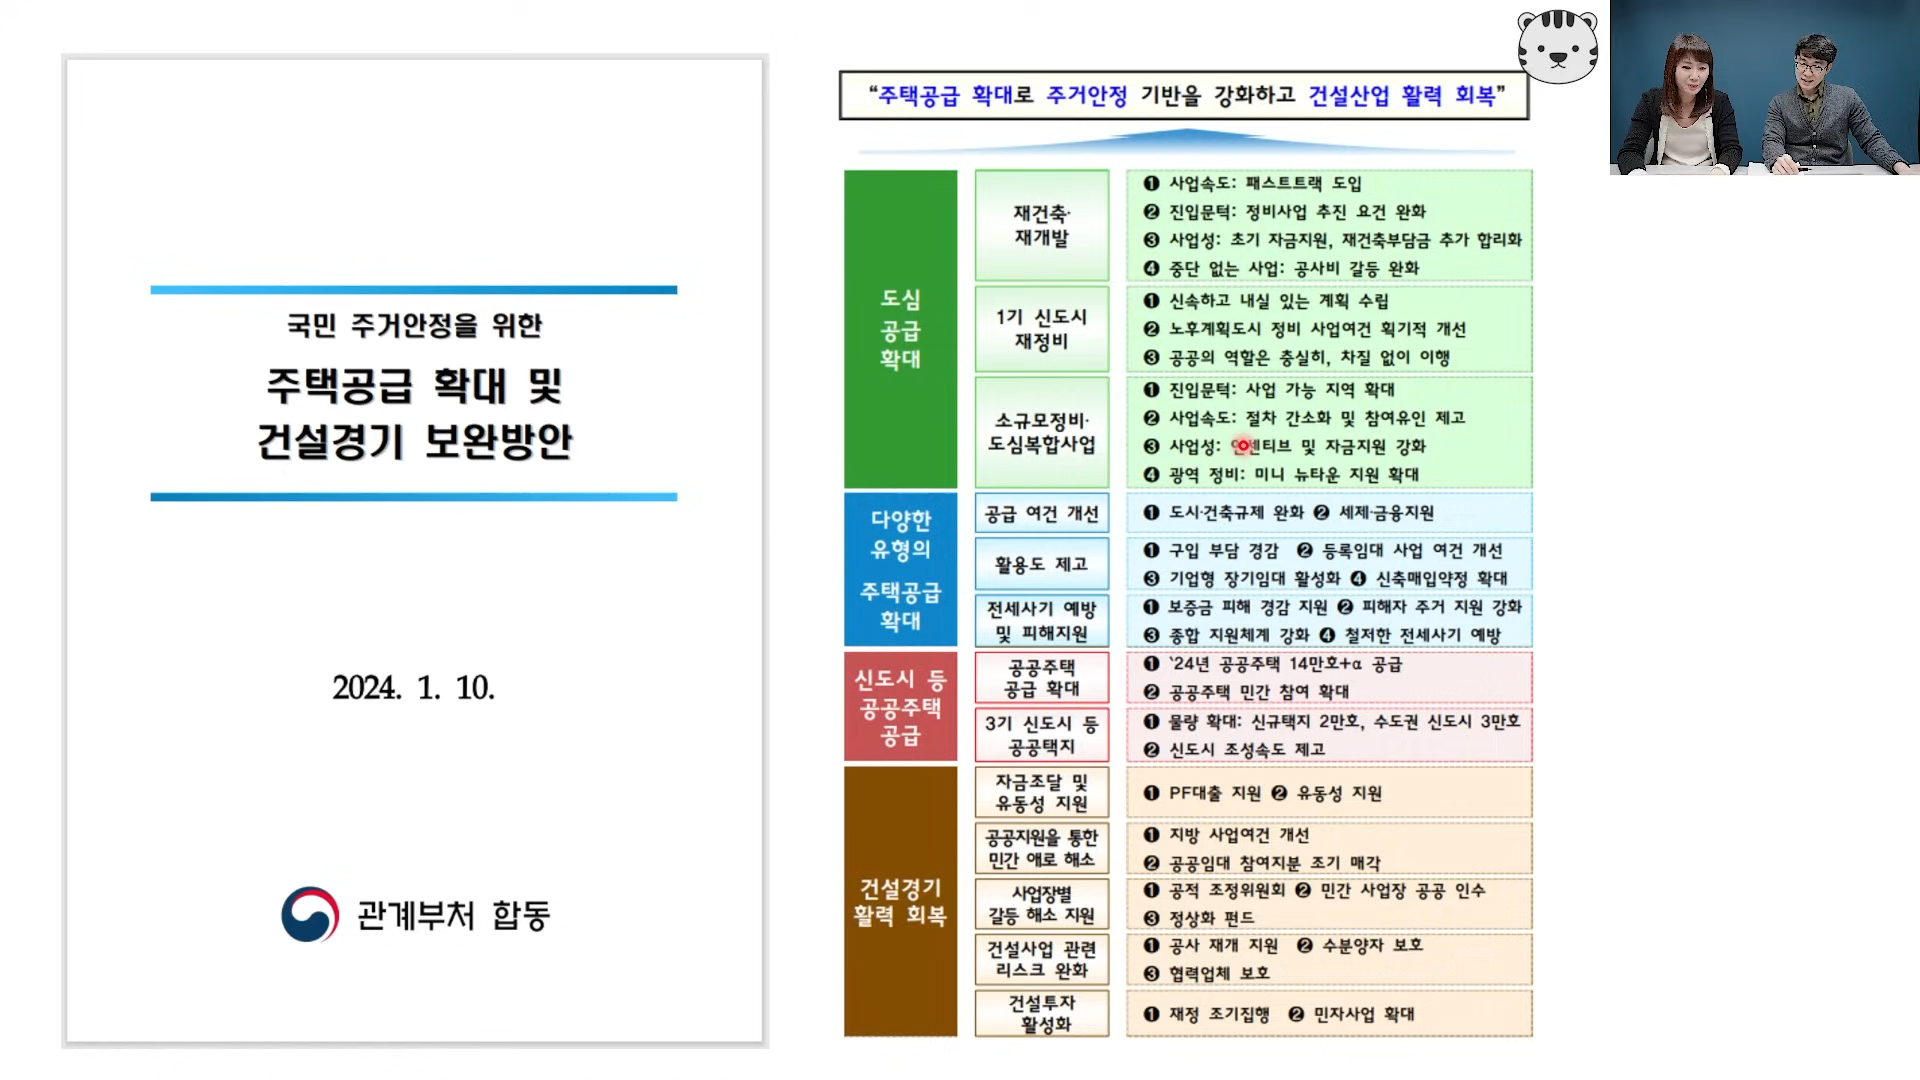 국민 주거안정을 위한
주택공급 확대 및
건설경기 보완방안
2024. 1. 10.
관계부처 합동
“주택공급 확대로 주거안정 기반을 강화하고 건설산업 활력 회복”
도심
공급
확대
재건축·
재개발
❶ 사업속도: 패스트트랙 도입
❷ 진입문턱: 정비사업 추진 요건 완화
❸ 사업성: 초기 자금지원, 재건축부담금 추가 합리화
❹ 중단 없는 사업: 공사비 갈등 완화
1기 신도시
재정비
❶ 신속하고 내실 있는 계획 수립
❷ 노후계획도시 정비 사업여건 획기적 개선
❸ 공공의 역할은 충실히, 차질 없이 이행
소규모정비·
도심복합사업
❶ 진입문턱: 사업 가능 지역 확대
❷ 사업속도: 절차 간소화 및 참여유인 제고
❸ 사업성: 인센티브 및 자금지원 강화
❹ 광역 정비: 미니 뉴타운 지원 확대
다양한
유형의
주택공급
확대
공급 여건 개선
❶ 도시·건축규제 완화 ❷ 세제·금융지원
활용도 제고
❶ 구입 부담 경감 ❷ 등록임대 사업 여건 개선
❸ 기업형 장기임대 활성화 ❹ 신축매입약정 확대
전세사기 예방
및 피해지원
❶ 보증금 피해 경감 지원 ❷ 피해자 주거 지원 강화
❸ 종합 지원체계 강화 ❹ 철저한 전세사기 예방
신도시 등
공공주택
공급
공공주택
공급 확대
❶ ‘24년 공공주택 14만호+α 공급
❷ 공공주택 민간 참여 확대
3기 신도시 등
공공택지
❶ 물량 확대: 신규택지 2만호, 수도권 신도시 3만호
❷ 신도시 조성속도 제고
건설경기
활력 회복
자금조달 및
유동성 지원
❶ PF대출 지원 ❷ 유동성 지원
공공지원을 통한
민간 애로 해소
❶ 지방 사업여건 개선
❷ 공공임대 참여지분 조기 매각
사업장별
갈등 해소 지원
❶ 공적 조정위원회 ❷ 민간 사업장 공공 인수
❸ 정상화 펀드
건설사업 관련
리스크 완화
❶ 공사 재개 지원 ❷ 수분양자 보호
❸ 협력업체 보호
건설투자
활성화
❶ 재정 조기집행 ❷ 민자사업 확대